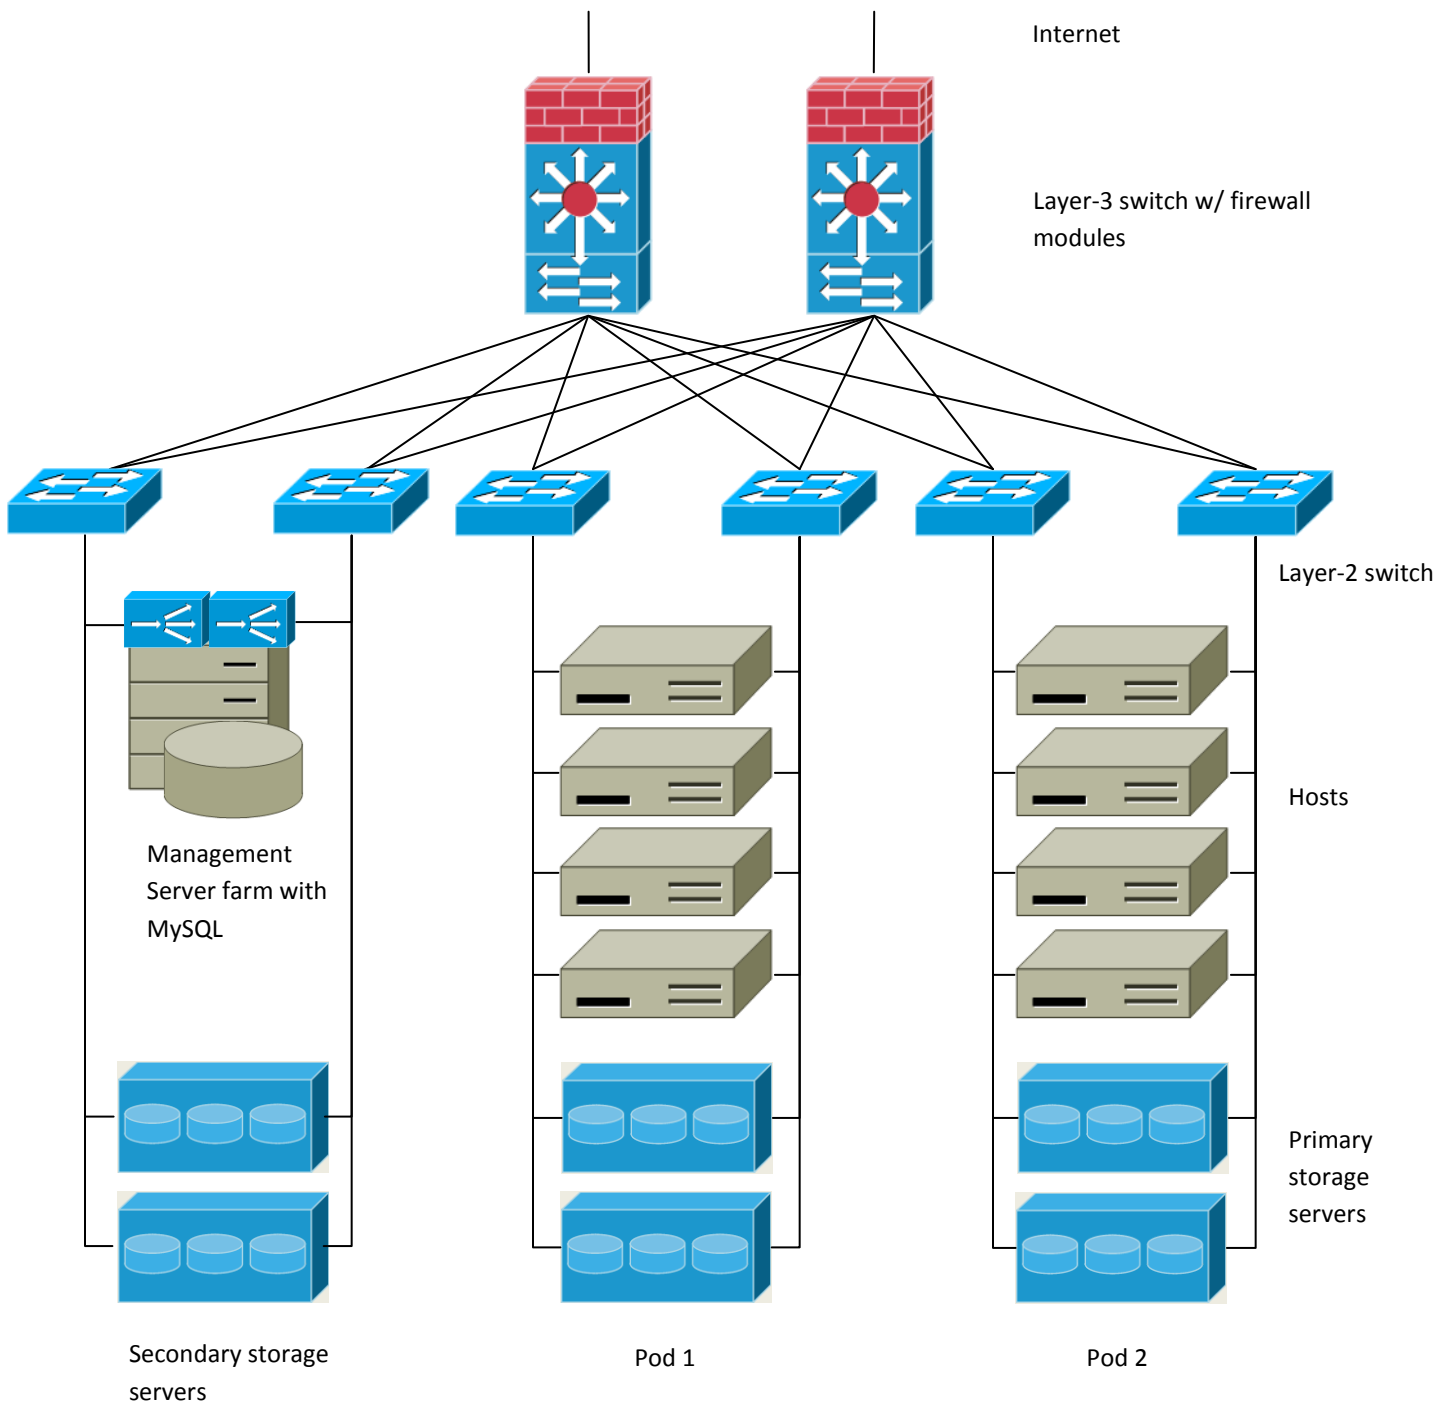 Internet
Layer-3 switch w/ firewall
modules
Layer-2 switch
Hosts
Management
Server farm with
MySQL
Primary
storage
servers
Secondary storage
servers
Pod 1
Pod 2